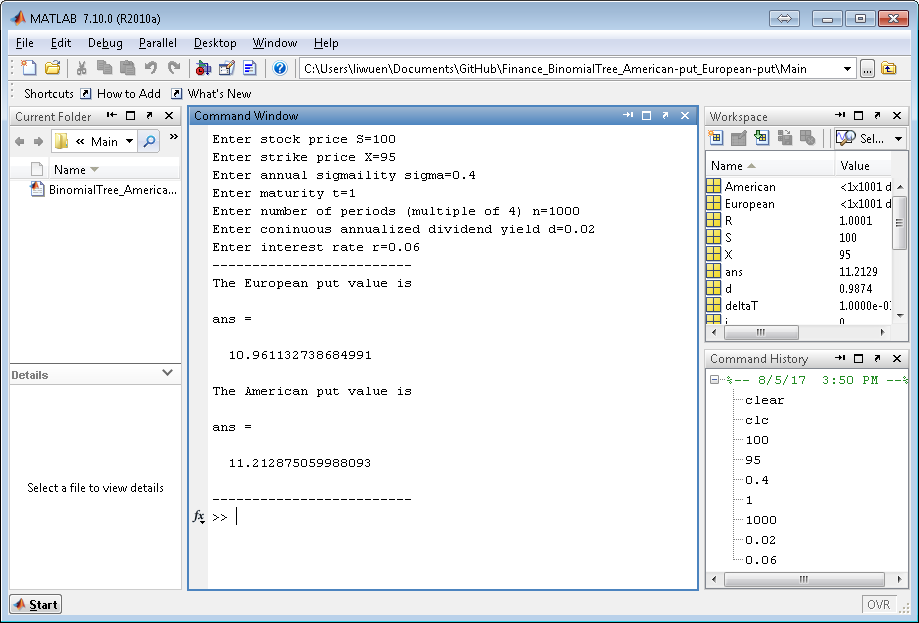 MATLAB 7.10.0 (R2010a)
File Edit Debug Parallel Desktop Window Help
C:\Users\liwuen\Documents\GitHub\Finance_BinomialTree_American-put_European-put\Main
Shortcuts How to Add What's New
Current Folder
« Main »
Name
BinomialTree_America...
Details
Select a file to view details
Command Window
Enter stock price S=100
Enter strike price X=95
Enter annual sigmaility sigma=0.4
Enter maturity t=1
Enter number of periods (multiple of 4) n=1000
Enter coninuous annualized dividend yield d=0.02
Enter interest rate r=0.06
-------------------------
The European put value is
ans =
10.961132738684991
The American put value is
ans =
11.212875059988093
-------------------------
fx >>
Workspace
Sel...
Name Value
American <1x1001 d
European <1x1001 d
R 1.0001
S 100
X 95
ans 11.2129
d 0.9874
deltaT 1.0000e-0
i 0
Command History
%-- 8/5/17 3:50 PM --%
clear
clc
100
95
0.4
1
1000
0.02
0.06
Start
OVR